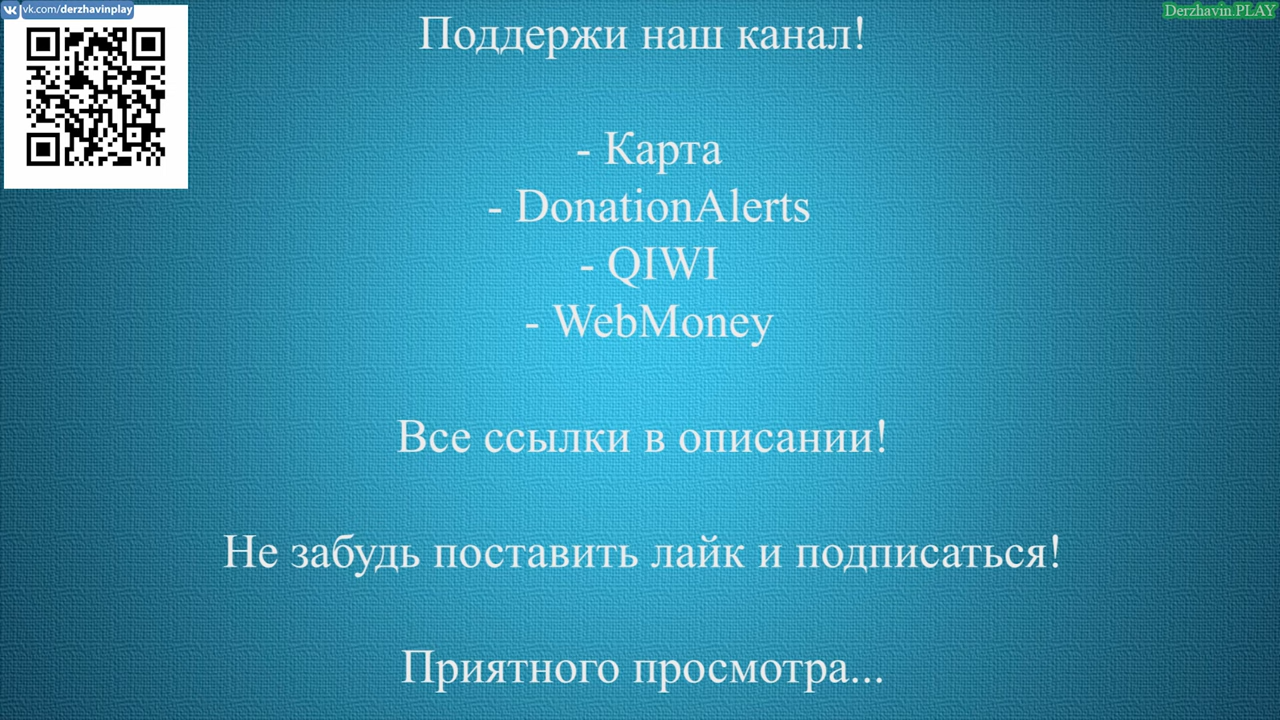 vk.com/derzhavinplay
Derzhavin.PLAY
Поддержи наш канал!
- Карта
- DonationAlerts
- QIWI
- WebMoney
Все ссылки в описании!
Не забудь поставить лайк и подписаться!
Приятного просмотра...